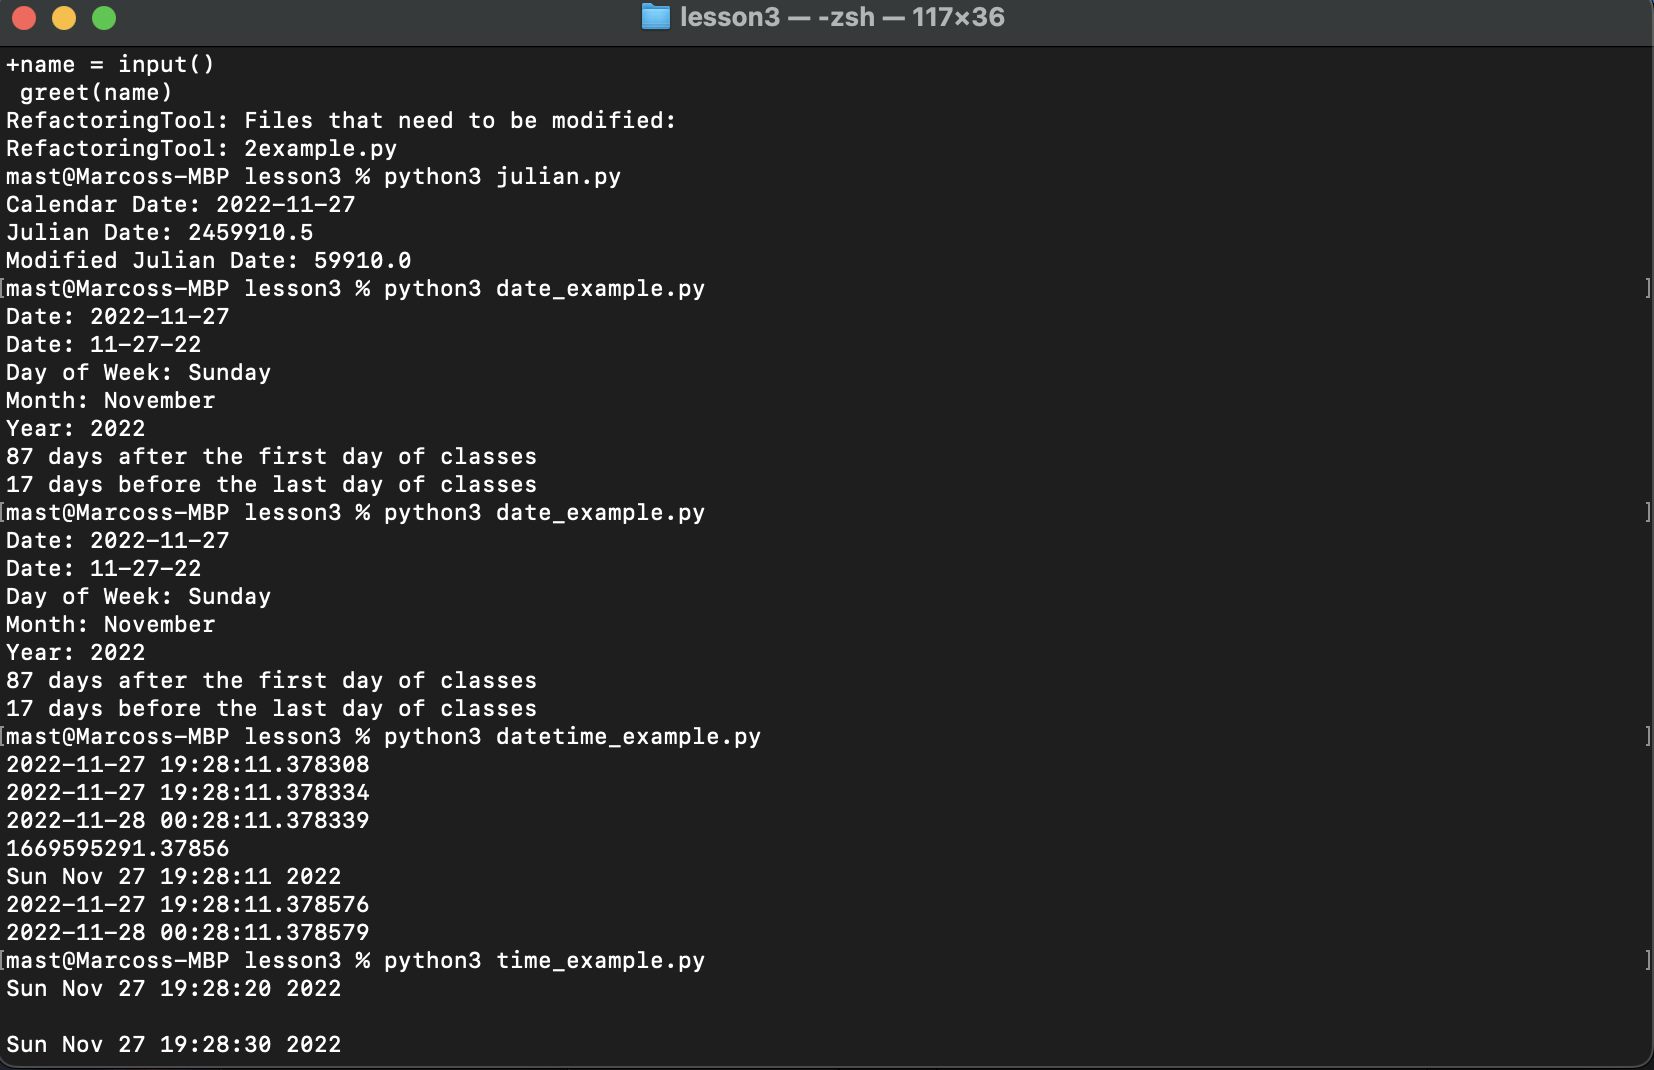 lesson3 — -zsh — 117×36
+name = input()
 greet(name)
RefactoringTool: Files that need to be modified:
RefactoringTool: 2example.py
mast@Marcoss-MBP lesson3 % python3 julian.py
Calendar Date: 2022-11-27
Julian Date: 2459910.5
Modified Julian Date: 59910.0
[mast@Marcoss-MBP lesson3 % python3 date_example.py ]
Date: 2022-11-27
Date: 11-27-22
Day of Week: Sunday
Month: November
Year: 2022
87 days after the first day of classes
17 days before the last day of classes
[mast@Marcoss-MBP lesson3 % python3 date_example.py ]
Date: 2022-11-27
Date: 11-27-22
Day of Week: Sunday
Month: November
Year: 2022
87 days after the first day of classes
17 days before the last day of classes
[mast@Marcoss-MBP lesson3 % python3 datetime_example.py ]
2022-11-27 19:28:11.378308
2022-11-27 19:28:11.378334
2022-11-28 00:28:11.378339
1669595291.37856
Sun Nov 27 19:28:11 2022
2022-11-27 19:28:11.378576
2022-11-28 00:28:11.378579
[mast@Marcoss-MBP lesson3 % python3 time_example.py ]
Sun Nov 27 19:28:20 2022
Sun Nov 27 19:28:30 2022